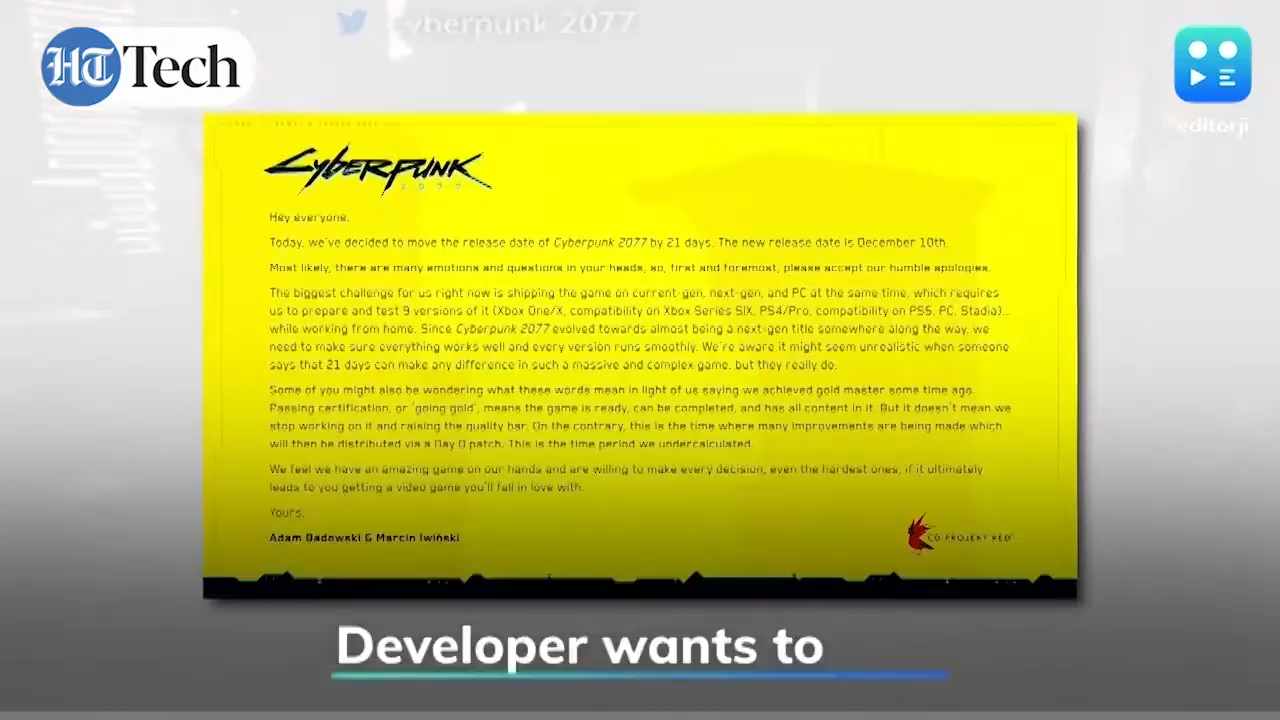 Cyberpunk 2077
HT Tech
editorji
Cyberpunk
2077
Hey everyone,
Today, we've decided to move the release date of Cyberpunk 2077 by 21 days. The new release date is December 10th.
Most likely, there are many emotions and questions in your heads, so, first and foremost, please accept our humble apologies.
The biggest challenge for us right now is shipping the game on current-gen, next-gen, and PC at the same time, which requires
us to prepare and test 9 versions of it (Xbox One/X, compatibility on Xbox Series S|X, PS4/Pro, compatibility on PS5, PC, Stadia)...
while working from home. Since Cyberpunk 2077 evolved towards almost being a next-gen title somewhere along the way, we
need to make sure everything works well and every version runs smoothly. We're aware it might seem unrealistic when someone
says that 21 days can make any difference in such a massive and complex game, but they really do.
Some of you might also be wondering what these words mean in light of us saying we achieved gold master some time ago.
Passing certification, or 'going gold', means the game is ready, can be completed, and has all content in it. But it doesn't mean we
stop working on it and raising the quality bar. On the contrary, this is the time where many improvements are being made which
will then be distributed via a Day 0 patch. This is the time period we undercalculated.
We feel we have an amazing game on our hands and are willing to make every decision, even the hardest ones, if it ultimately
leads to you getting a video game you'll fall in love with.
Yours,
Adam Badowski & Marcin Iwiński
CD PROJEKT RED
Developer wants to